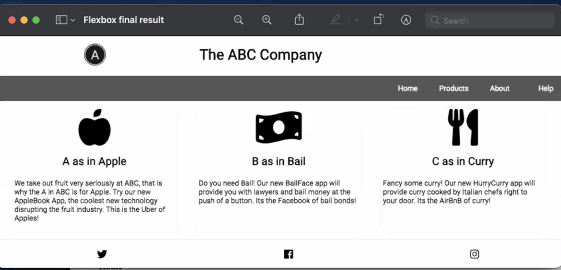 Flexbox final result
Search
A
The ABC Company
Home Products About Help
A as in Apple
We take out fruit very seriously at ABC, that is
why the A in ABC is for Apple. Try our new
AppleBook App, the coolest new technology
disrupting the fruit industry. This is the Uber of
Apples!
B as in Bail
Do you need Bail! Our new BailFace app will
provide you with lawyers and bail money at the
push of a button. Its the Facebook of bail bonds!
C as in Curry
Fancy some curry! Our new HurryCurry app will
provide curry cooked by Italian chefs right to
your door. Its the AirBnB of curry!